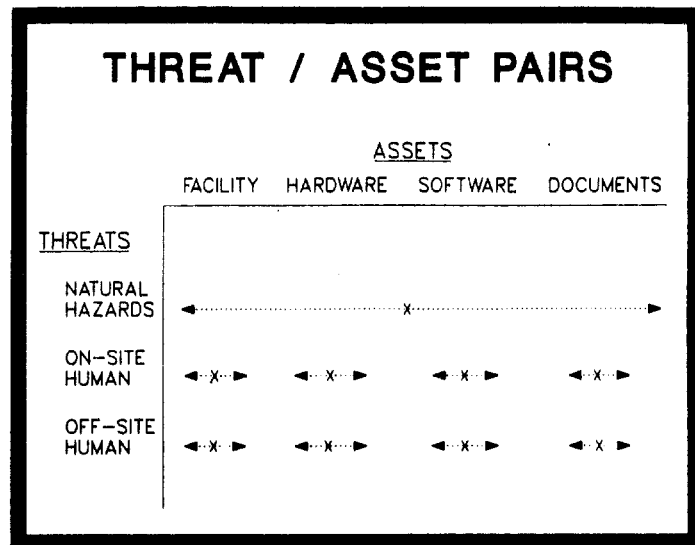 THREAT / ASSET PAIRS
ASSETS
FACILITY HARDWARE SOFTWARE DOCUMENTS
THREATS
NATURAL
HAZARDS
X
ON-SITE
HUMAN
X X X X
OFF-SITE
HUMAN
X X X X